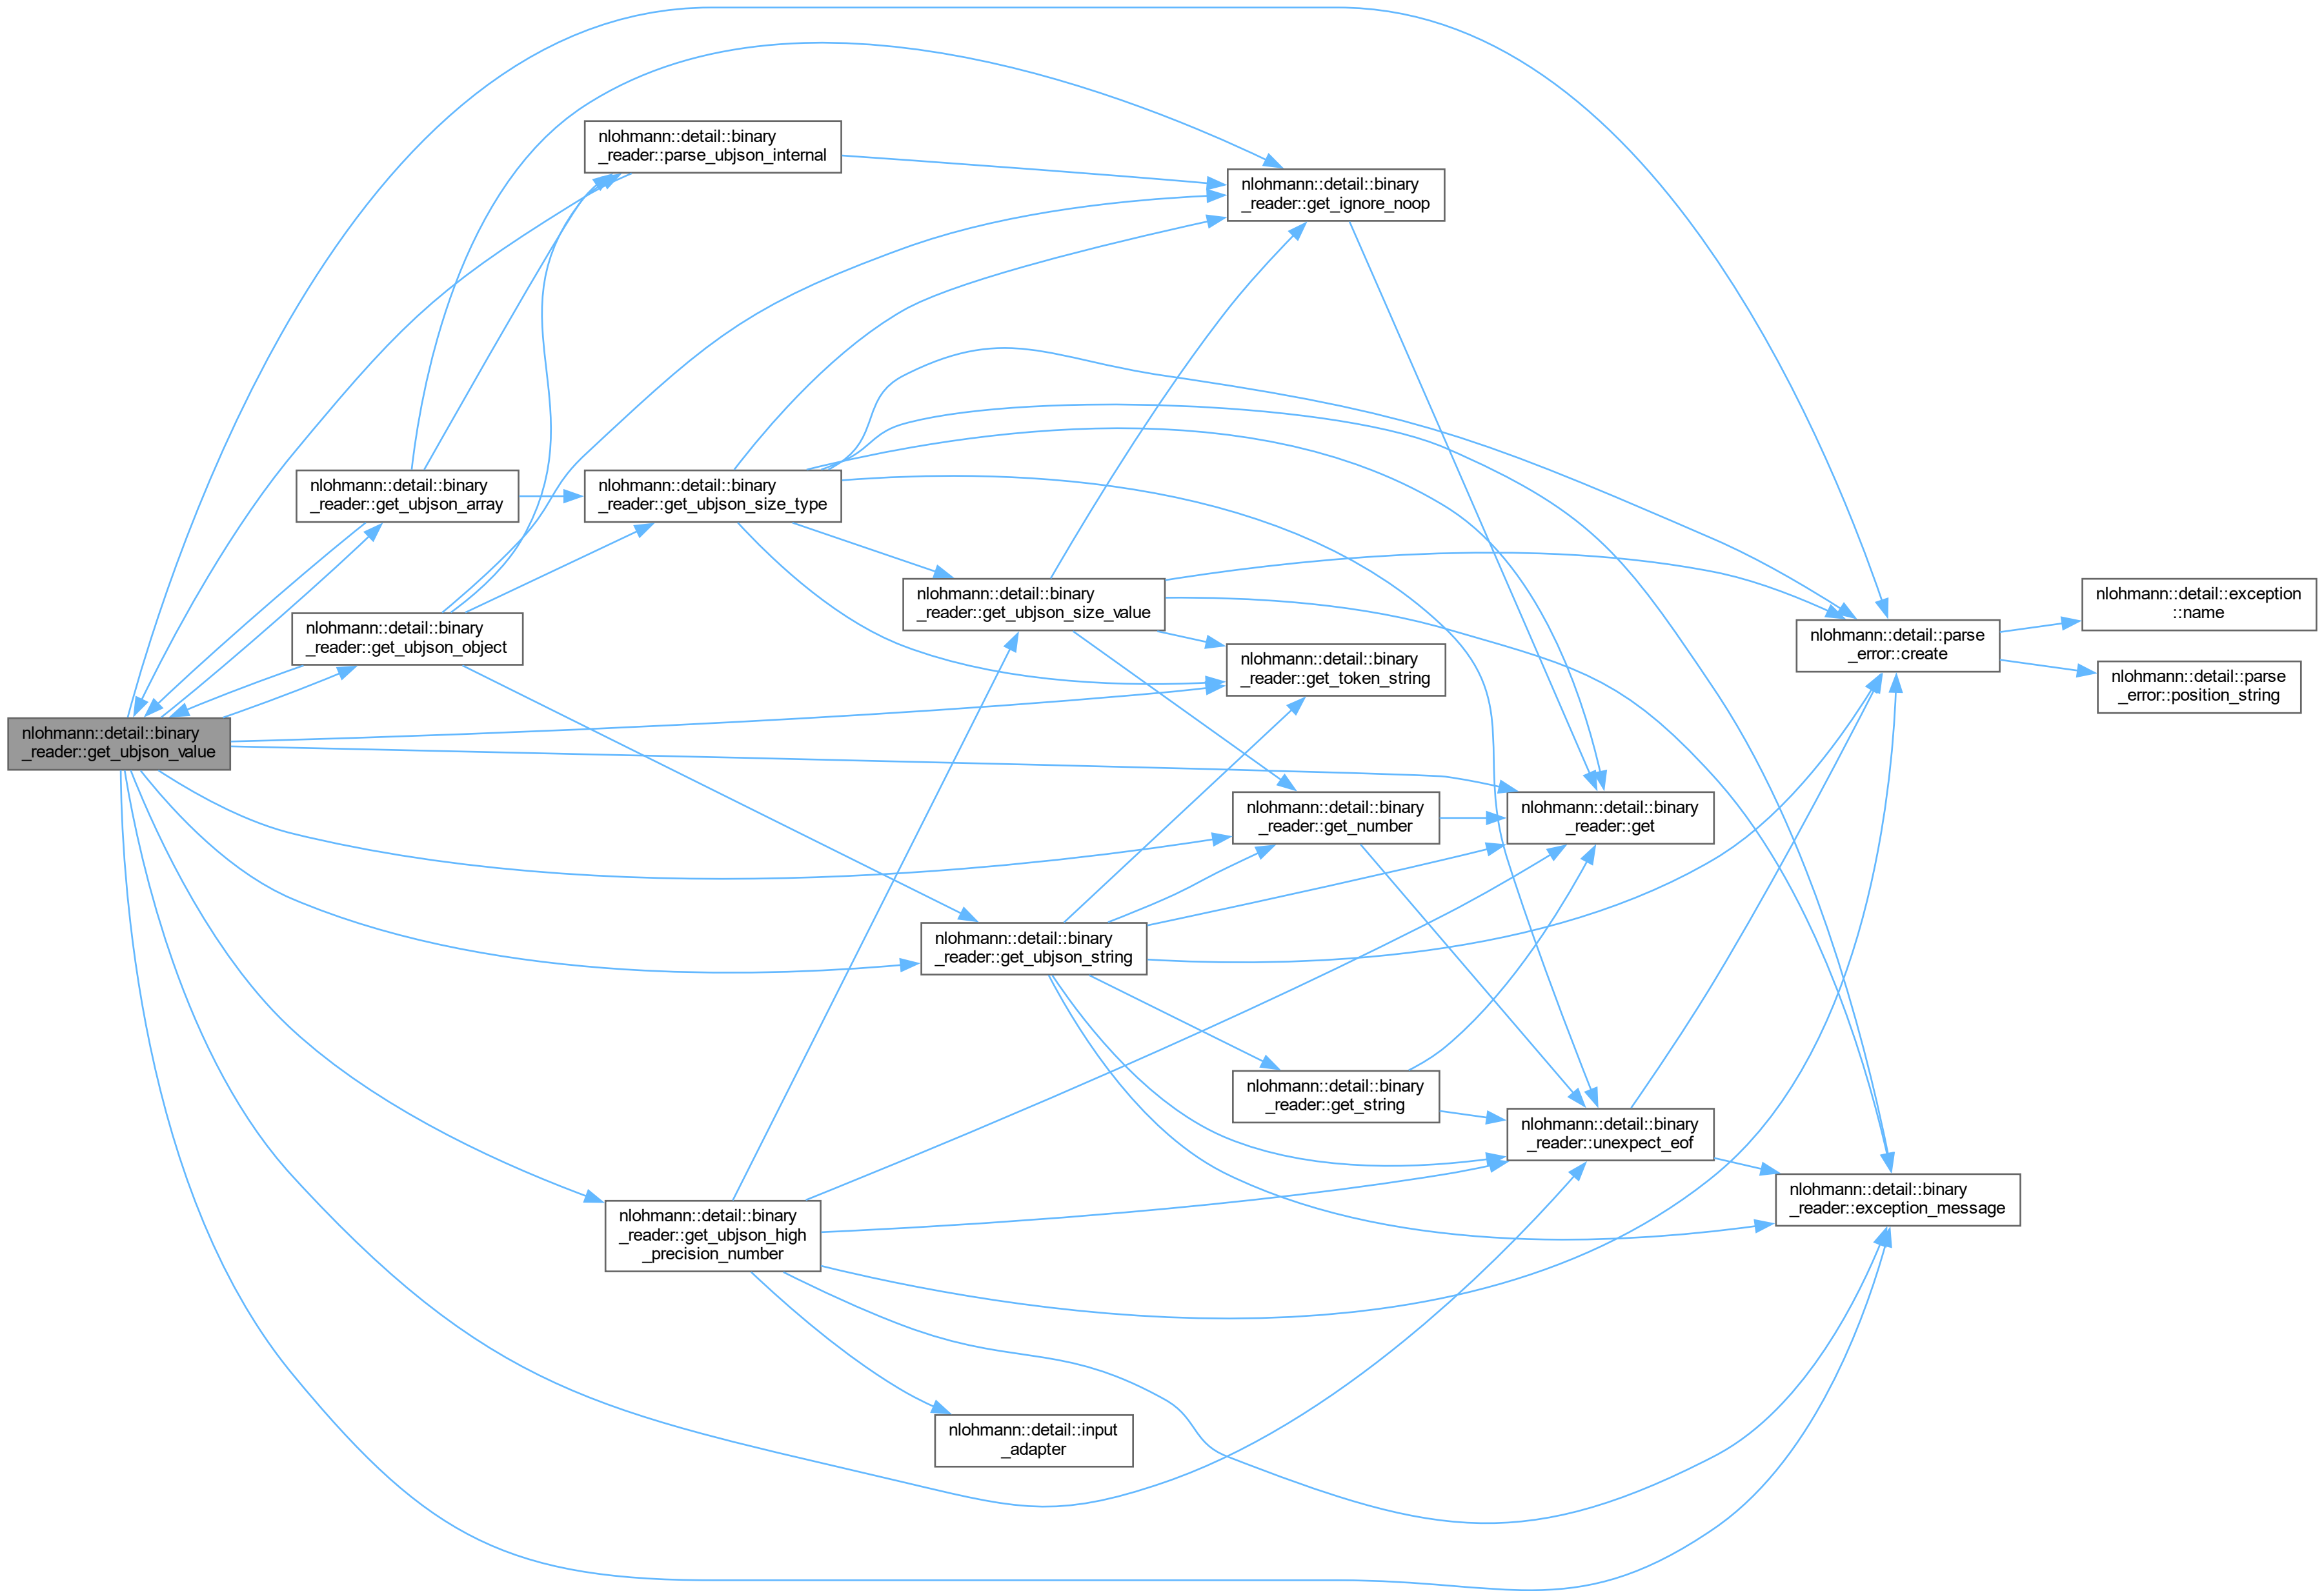 nlohmann::detail::binary
_reader::parse_ubjson_internal
nlohmann::detail::binary
_reader::get_ignore_noop
nlohmann::detail::binary
_reader::get_ubjson_array
nlohmann::detail::binary
_reader::get_ubjson_size_type
nlohmann::detail::binary
_reader::get_ubjson_size_value
nlohmann::detail::exception
::name
nlohmann::detail::binary
_reader::get_ubjson_object
nlohmann::detail::parse
_error::create
nlohmann::detail::binary
_reader::get_token_string
nlohmann::detail::parse
_error::position_string
nlohmann::detail::binary
_reader::get_ubjson_value
nlohmann::detail::binary
_reader::get_number
nlohmann::detail::binary
_reader::get
nlohmann::detail::binary
_reader::get_ubjson_string
nlohmann::detail::binary
_reader::get_string
nlohmann::detail::binary
_reader::unexpect_eof
nlohmann::detail::binary
_reader::exception_message
nlohmann::detail::binary
_reader::get_ubjson_high
_precision_number
nlohmann::detail::input
_adapter